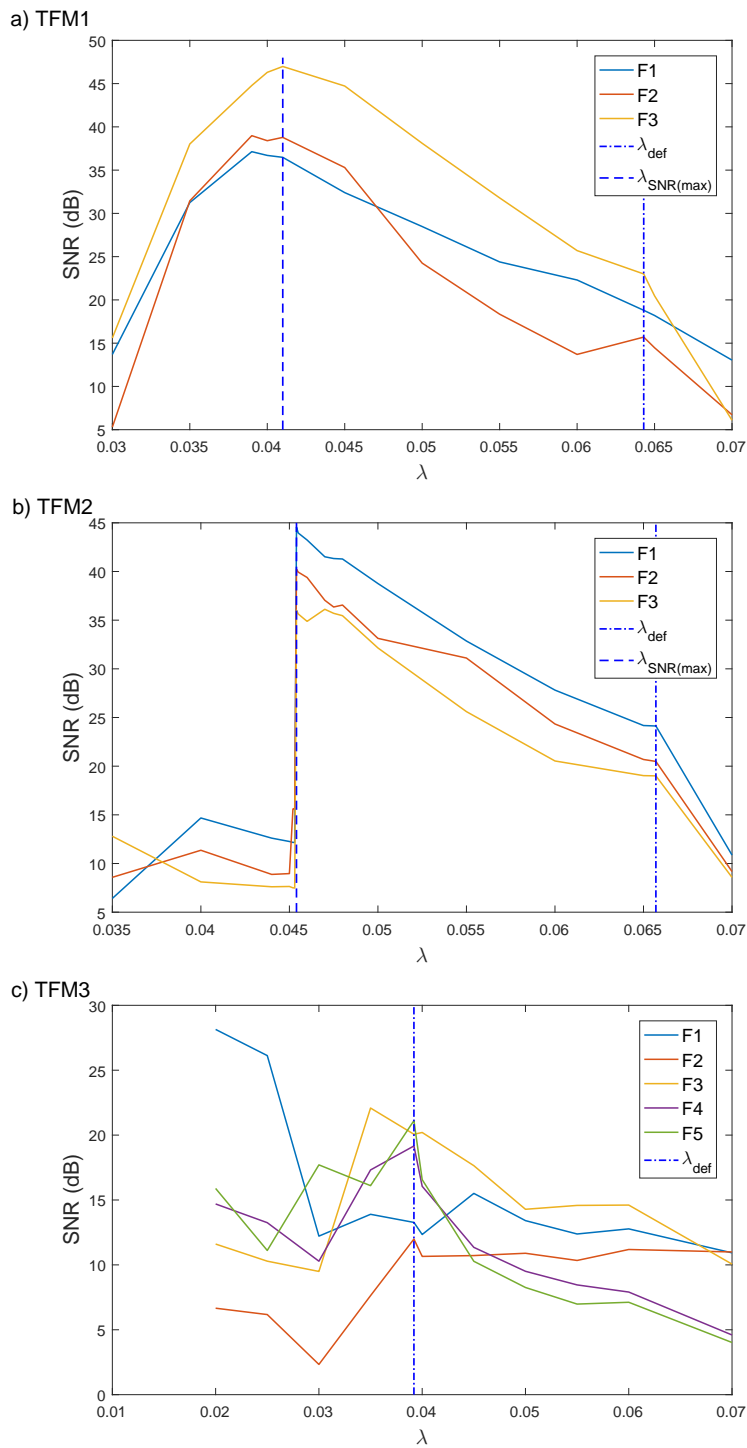 a) TFM1
50
45
40
35
30
25
20
15
10
5
SNR (dB)
0.03 0.035 0.04 0.045 0.05 0.055 0.06 0.065 0.07
λ
F1
F2
F3
λdef
λSNR(max)
b) TFM2
45
40
35
30
25
20
15
10
5
SNR (dB)
0.035 0.04 0.045 0.05 0.055 0.06 0.065 0.07
λ
F1
F2
F3
λdef
λSNR(max)
c) TFM3
30
25
20
15
10
5
0
SNR (dB)
0.01 0.02 0.03 0.04 0.05 0.06 0.07
λ
F1
F2
F3
F4
F5
λdef